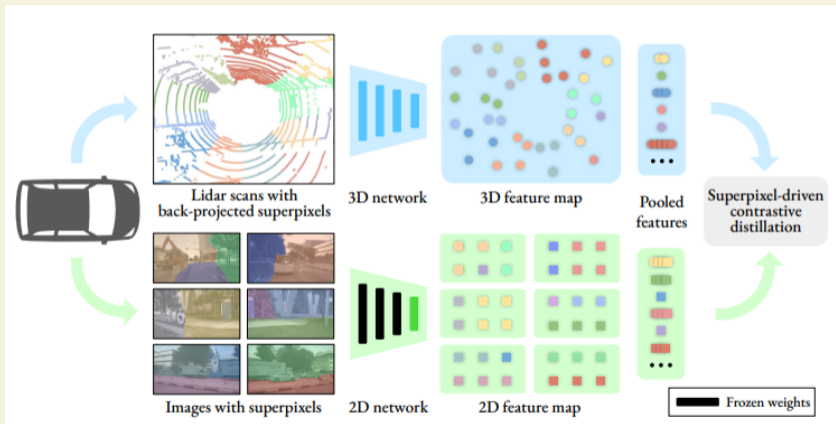 Lidar scans with
back-projected superpixels
3D network
3D feature map
Pooled
features
Superpixel-driven
contrastive
distillation
Images with superpixels
2D network
2D feature map
Frozen weights